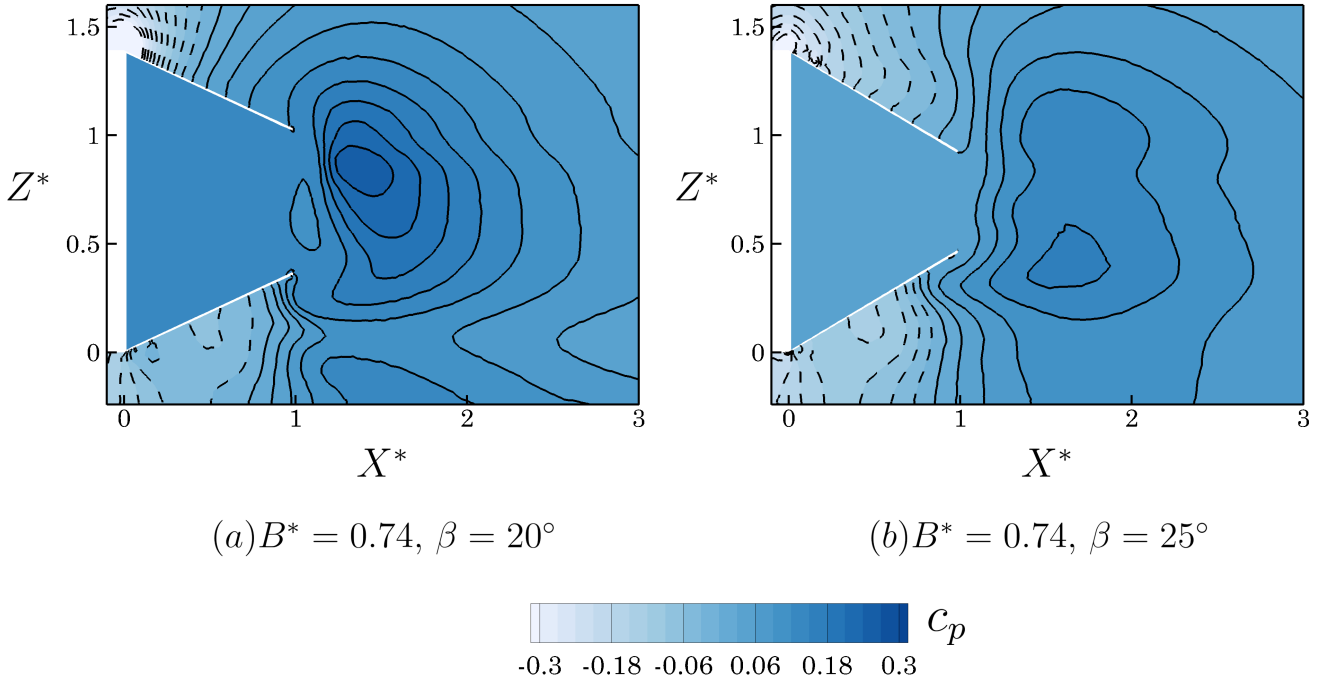 1.5
1
0.5
0
Z*
0 1 2 3
X*
(a)B* = 0.74, β = 20°
1.5
1
0.5
0
Z*
0 1 2 3
X*
(b)B* = 0.74, β = 25°
-0.3 -0.18 -0.06 0.06 0.18 0.3
c_p